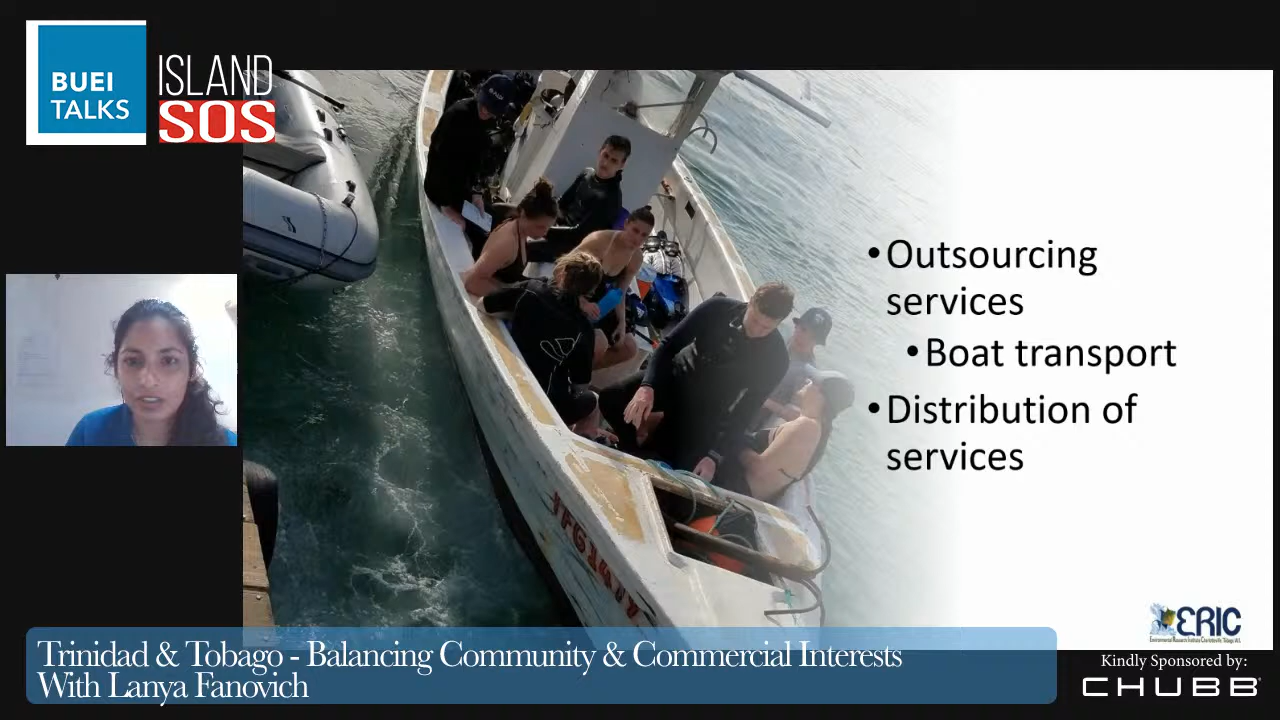 BUEI
TALKS
ISLAND
SOS
•Outsourcing
services
•Boat transport
•Distribution of
services
ERIC
Trinidad & Tobago - Balancing Community & Commercial Interests
With Lanya Fanovich
Kindly Sponsored by:
CHUBB